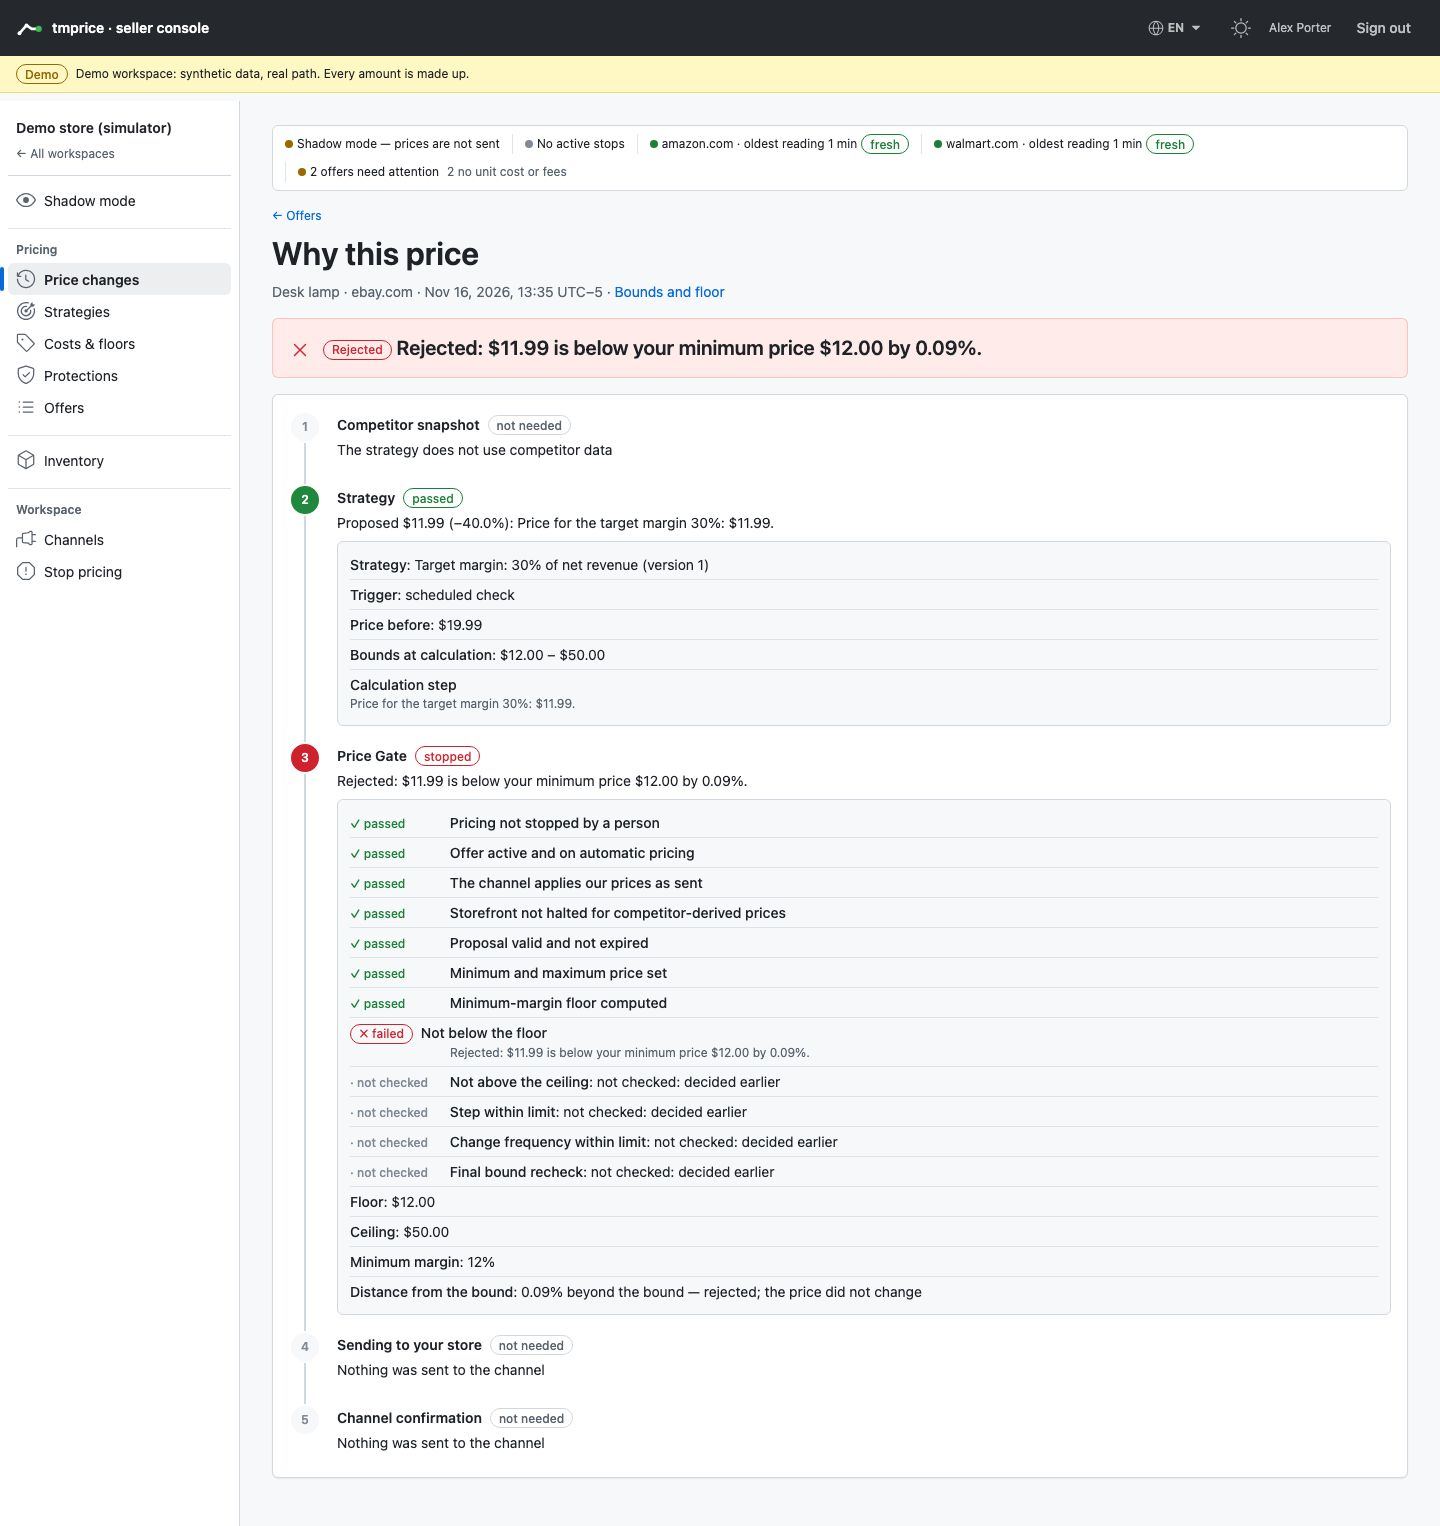 tmprice · seller console
EN
Alex Porter
Sign out
Demo
Demo workspace: synthetic data, real path. Every amount is made up.
Demo store (simulator)
← All workspaces
Shadow mode
Pricing
Price changes
Strategies
Costs & floors
Protections
Offers
Inventory
Workspace
Channels
Stop pricing
Shadow mode — prices are not sent
No active stops
amazon.com · oldest reading 1 min fresh
walmart.com · oldest reading 1 min fresh
2 offers need attention 2 no unit cost or fees
← Offers
Why this price
Desk lamp · ebay.com · Nov 16, 2026, 13:35 UTC−5 · Bounds and floor
Rejected Rejected: $11.99 is below your minimum price $12.00 by 0.09%.
1 Competitor snapshot not needed
The strategy does not use competitor data
2 Strategy passed
Proposed $11.99 (−40.0%): Price for the target margin 30%: $11.99.
Strategy: Target margin: 30% of net revenue (version 1)
Trigger: scheduled check
Price before: $19.99
Bounds at calculation: $12.00 – $50.00
Calculation step
Price for the target margin 30%: $11.99.
3 Price Gate stopped
Rejected: $11.99 is below your minimum price $12.00 by 0.09%.
✓ passed Pricing not stopped by a person
✓ passed Offer active and on automatic pricing
✓ passed The channel applies our prices as sent
✓ passed Storefront not halted for competitor-derived prices
✓ passed Proposal valid and not expired
✓ passed Minimum and maximum price set
✓ passed Minimum-margin floor computed
✕ failed Not below the floor
Rejected: $11.99 is below your minimum price $12.00 by 0.09%.
· not checked Not above the ceiling: not checked: decided earlier
· not checked Step within limit: not checked: decided earlier
· not checked Change frequency within limit: not checked: decided earlier
· not checked Final bound recheck: not checked: decided earlier
Floor: $12.00
Ceiling: $50.00
Minimum margin: 12%
Distance from the bound: 0.09% beyond the bound — rejected; the price did not change
4 Sending to your store not needed
Nothing was sent to the channel
5 Channel confirmation not needed
Nothing was sent to the channel